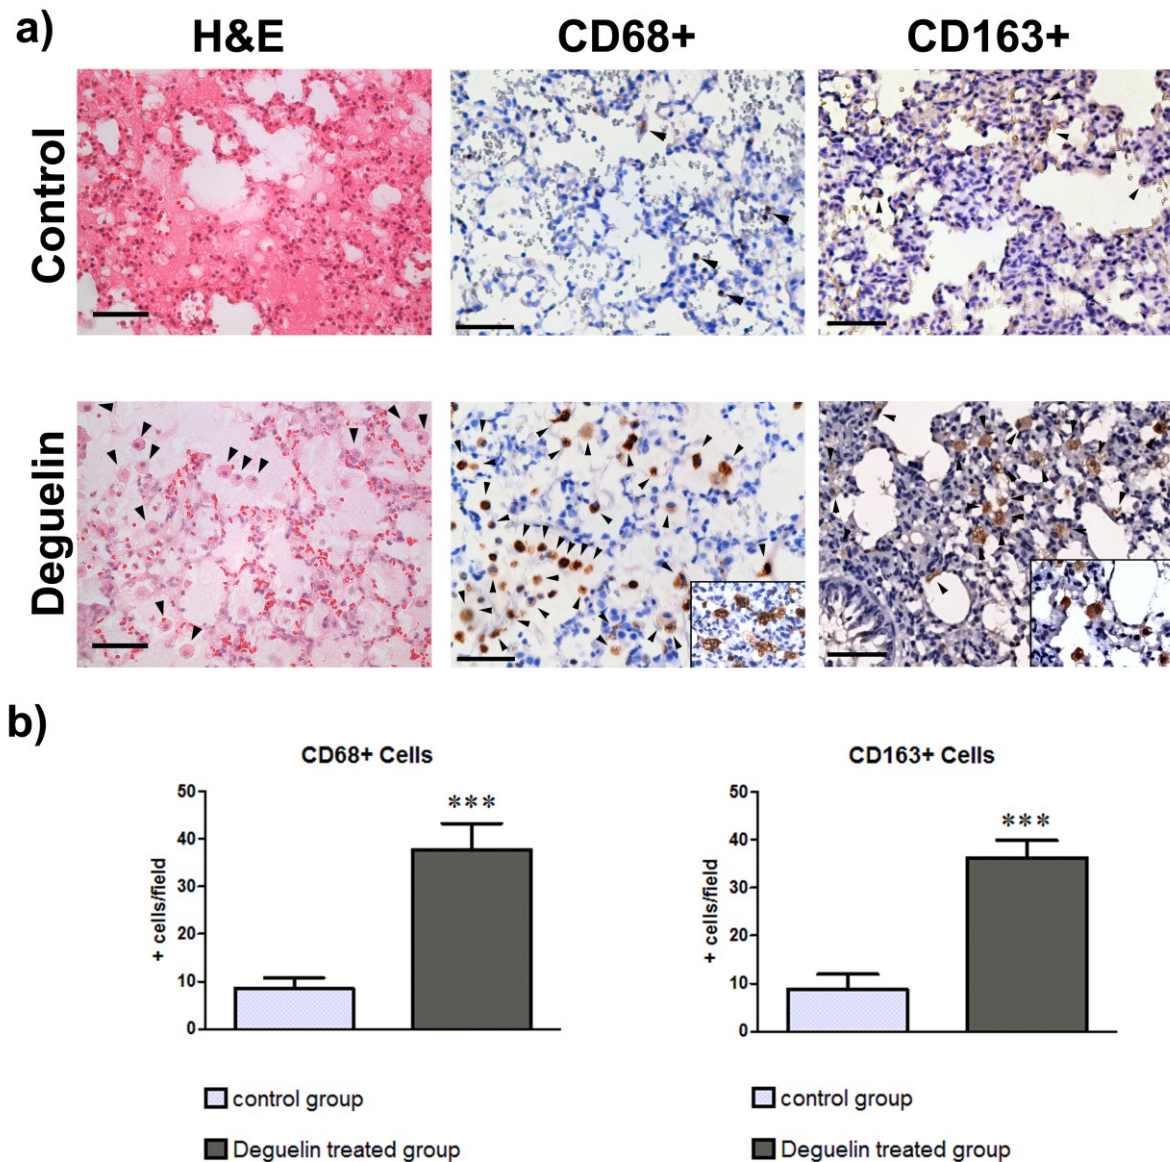 a)
H&E
CD68+
CD163+
Control
Deguelin
b)
CD68+ Cells
+ cells/field
50
40
30
20
10
0
***
control group
Deguelin treated group
CD163+ Cells
+ cells/field
50
40
30
20
10
0
***
control group
Deguelin treated group